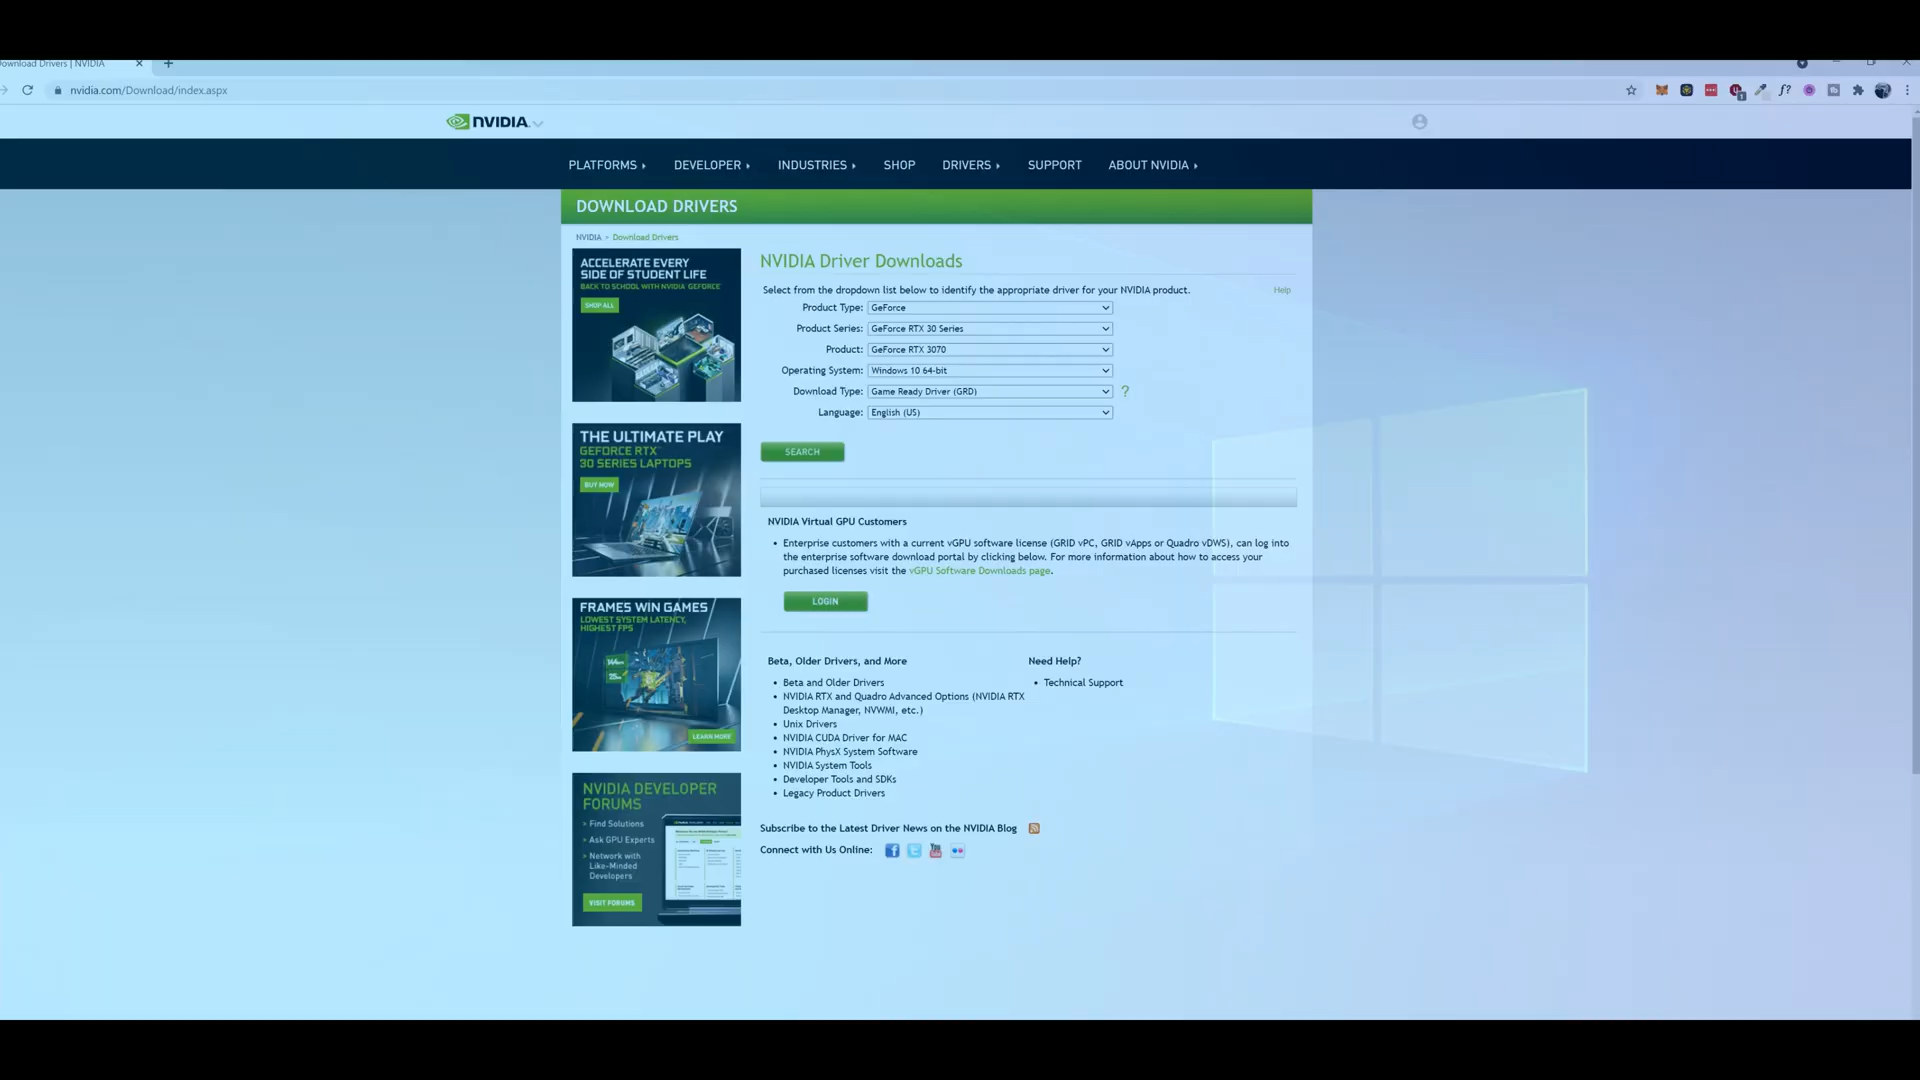 Download Drivers | NVIDIA
nvidia.com/Download/index.aspx
NVIDIA.
PLATFORMS DEVELOPER INDUSTRIES SHOP DRIVERS SUPPORT ABOUT NVIDIA
DOWNLOAD DRIVERS
NVIDIA > Download Drivers
ACCELERATE EVERY
SIDE OF STUDENT LIFE
BACK TO SCHOOL WITH NVIDIA GEFORCE
SHOP ALL
THE ULTIMATE PLAY
GEFORCE RTX
30 SERIES LAPTOPS
BUY NOW
FRAMES WIN GAMES
LOWEST SYSTEM LATENCY,
HIGHEST FPS
LEARN MORE
NVIDIA DEVELOPER
FORUMS
> Find Solutions
> Ask GPU Experts
> Network with
Like-Minded
Developers
VISIT FORUMS
NVIDIA Driver Downloads
Select from the dropdown list below to identify the appropriate driver for your NVIDIA product.
Help
Product Type: GeForce
Product Series: GeForce RTX 30 Series
Product: GeForce RTX 3070
Operating System: Windows 10 64-bit
Download Type: Game Ready Driver (GRD) ?
Language: English (US)
SEARCH
NVIDIA Virtual GPU Customers
• Enterprise customers with a current vGPU software license (GRID vPC, GRID vApps or Quadro vDWS), can log into
the enterprise software download portal by clicking below. For more information about how to access your
purchased licenses visit the vGPU Software Downloads page.
LOGIN
Beta, Older Drivers, and More
• Beta and Older Drivers
• NVIDIA RTX and Quadro Advanced Options (NVIDIA RTX
Desktop Manager, NVWMI, etc.)
• Unix Drivers
• NVIDIA CUDA Driver for MAC
• NVIDIA PhysX System Software
• NVIDIA System Tools
• Developer Tools and SDKs
• Legacy Product Drivers
Need Help?
• Technical Support
Subscribe to the Latest Driver News on the NVIDIA Blog
Connect with Us Online: